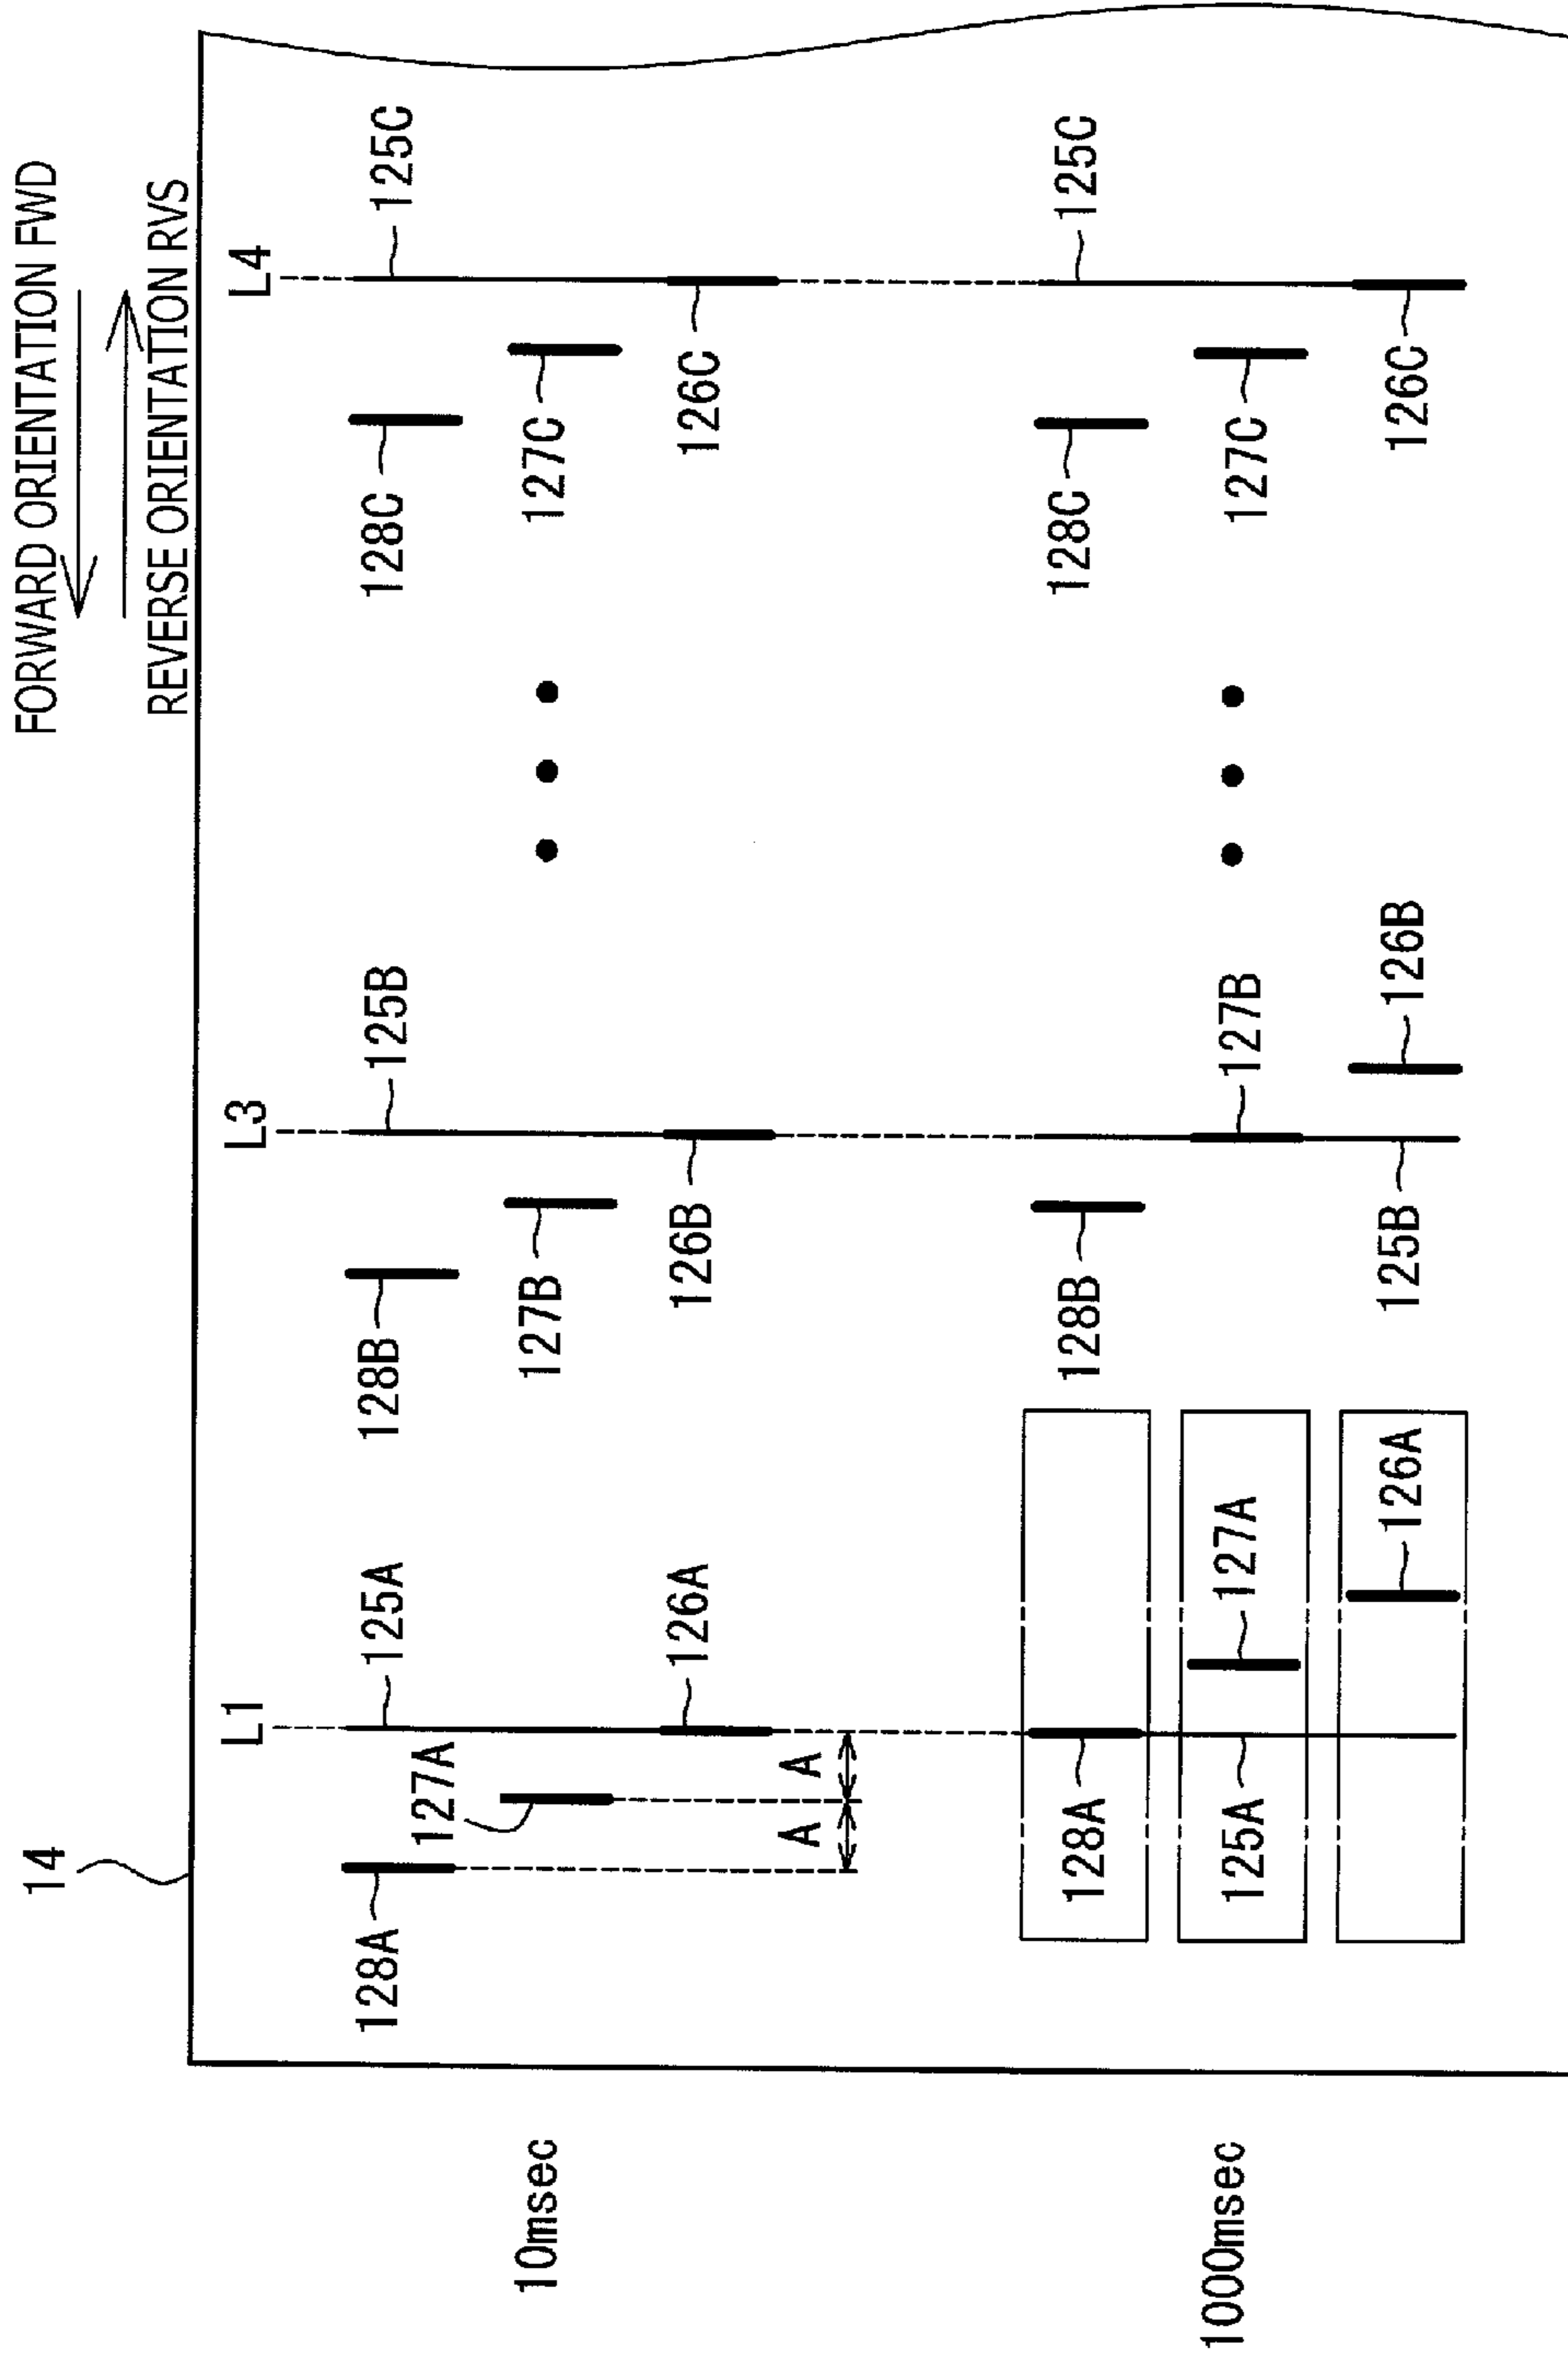 FORWARD ORIENTATION FWD
REVERSE ORIENTATION RVS
14
L1
L3
L4
10msec
128A
127A
125A
126A
A
A
128B
127B
125B
126B
128C
127C
125C
126C
1000msec
128A
125A
127A
126A
128B
127B
125B
126B
128C
127C
125C
126C